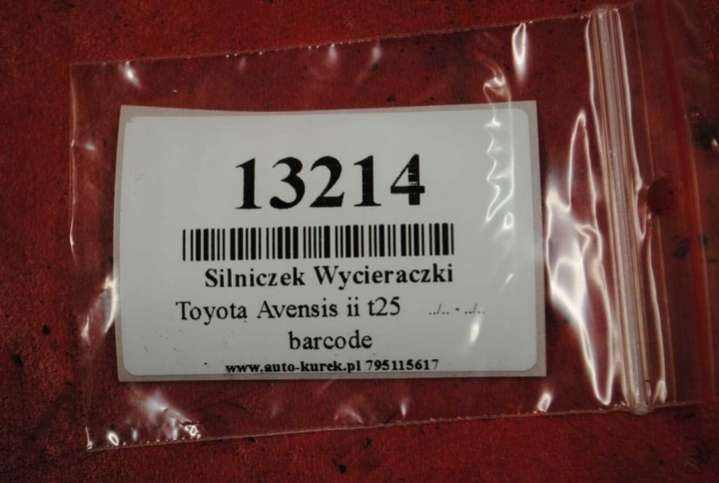 13214
Silniczek Wycieraczki
Toyota Avensis ii t25 ../.. - ../..
barcode
www.auto-kurek.pl 795115617